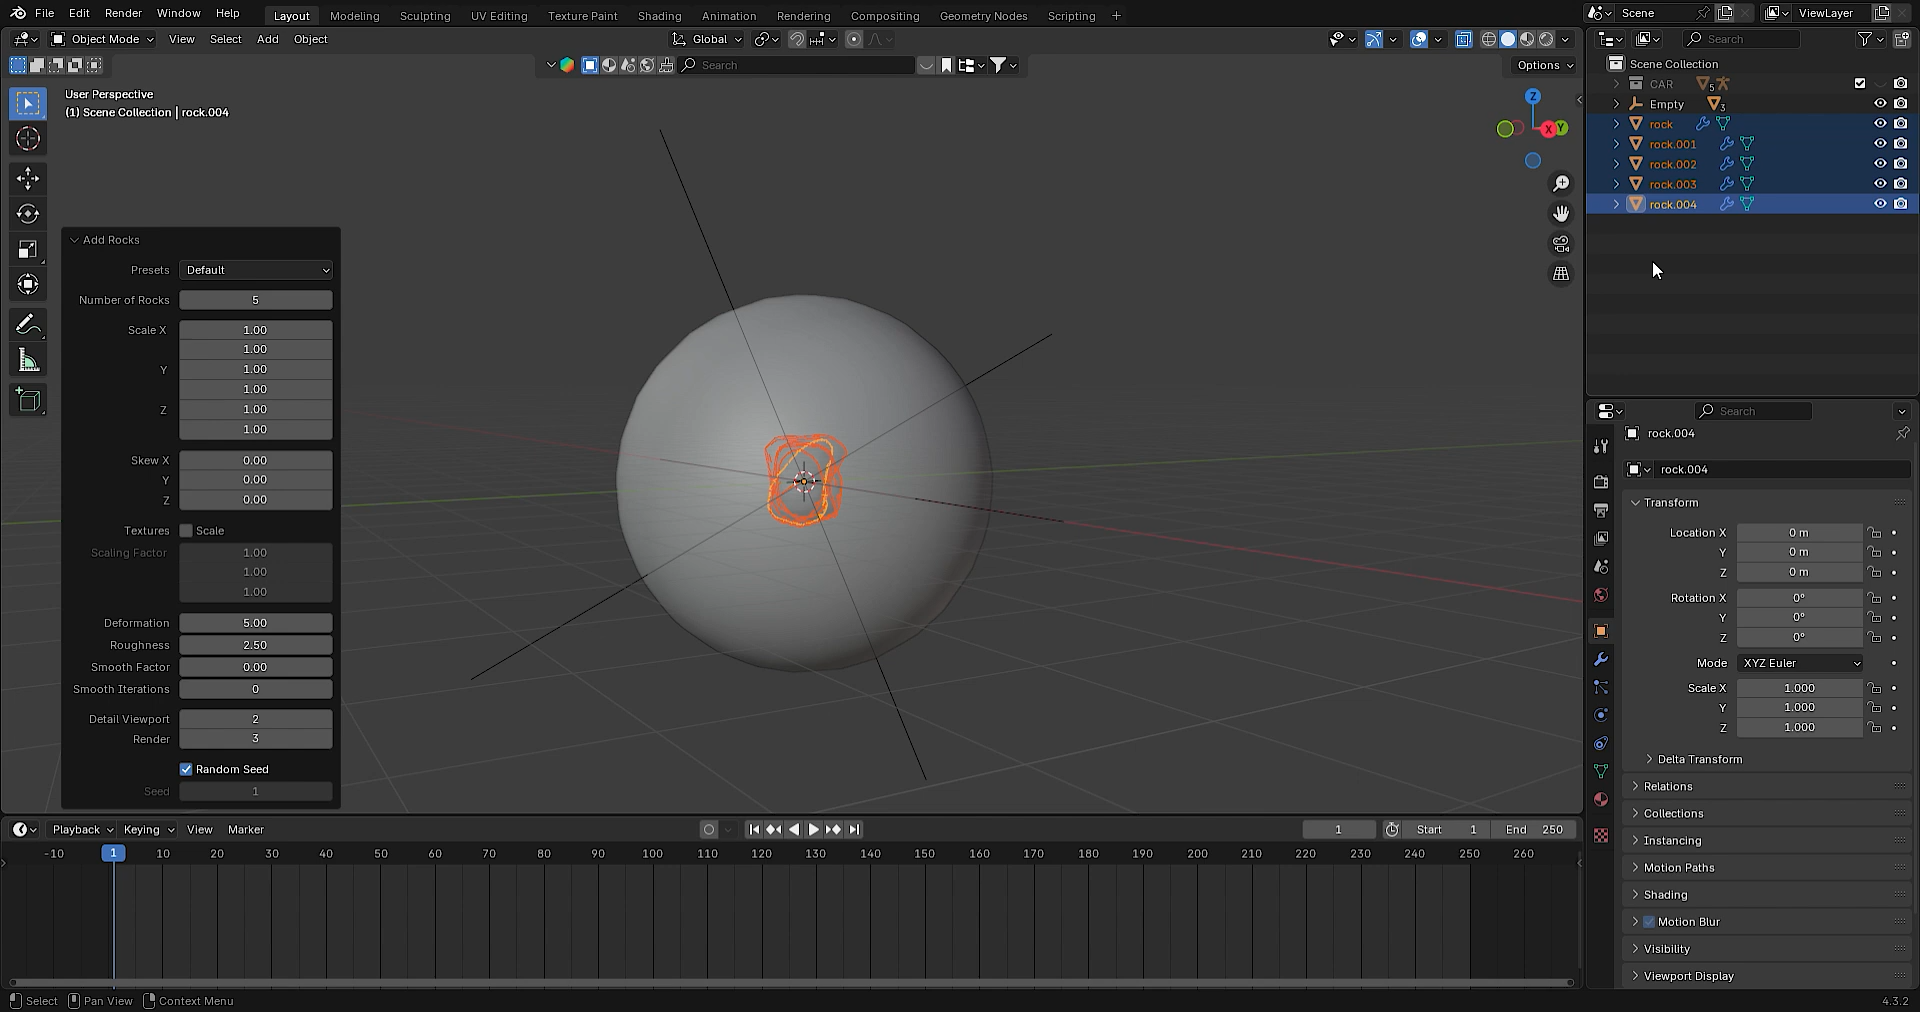 File Edit Render Window Help Layout Modeling Sculpting UV Editing Texture Paint Shading Animation Rendering Compositing Geometry Nodes Scripting + Scene ViewLayer
Object Mode View Select Add Object Global Search
Search Options
User Perspective
(1) Scene Collection | rock.004
Z
X
Y
Scene Collection
CAR 5
Empty 3
rock
rock.001
rock.002
rock.003
rock.004
Add Rocks
Presets Default
Number of Rocks 5
Scale X 1.00
1.00
Y 1.00
1.00
Z 1.00
1.00
Skew X 0.00
Y 0.00
Z 0.00
Textures Scale
Scaling Factor 1.00
1.00
1.00
Deformation 5.00
Roughness 2.50
Smooth Factor 0.00
Smooth Iterations 0
Detail Viewport 2
Render 3
Random Seed
Seed 1
Search
rock.004
rock.004
Transform
Location X 0 m
Y 0 m
Z 0 m
Rotation X 0°
Y 0°
Z 0°
Mode XYZ Euler
Scale X 1.000
Y 1.000
Z 1.000
Delta Transform
Relations
Collections
Instancing
Motion Paths
Shading
Motion Blur
Visibility
Viewport Display
Playback Keying View Marker 1 Start 1 End 250
-10 1 10 20 30 40 50 60 70 80 90 100 110 120 130 140 150 160 170 180 190 200 210 220 230 240 250 260
Select Pan View Context Menu 4.3.2